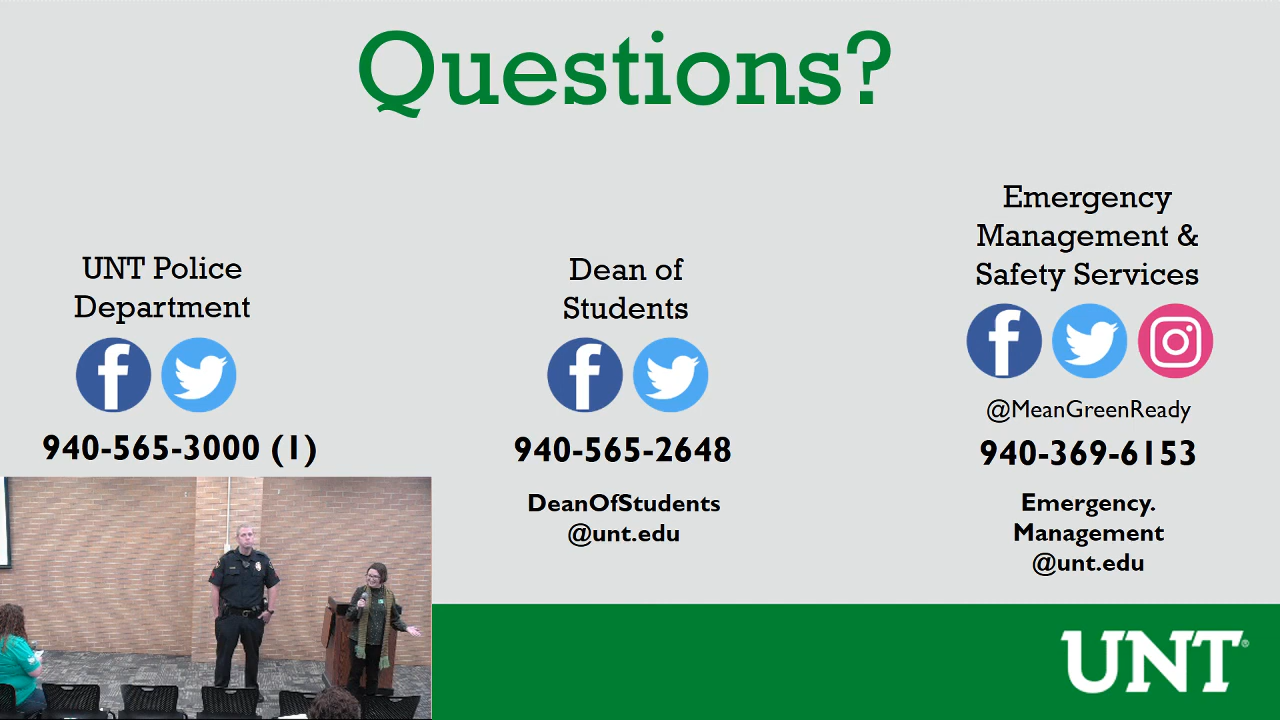 Questions?
UNT Police
Department
940-565-3000 (1)
Dean of
Students
940-565-2648
DeanOfStudents
@unt.edu
Emergency
Management &
Safety Services
@MeanGreenReady
940-369-6153
Emergency.
Management
@unt.edu
UNT®